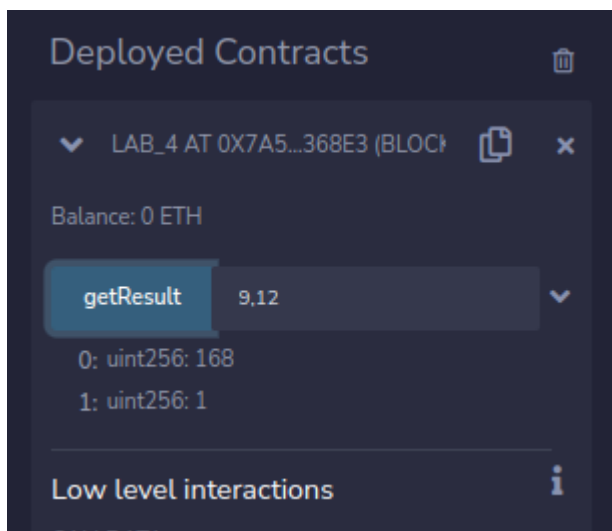 Deployed Contracts
LAB_4 AT 0X7A5...368E3 (BLOCK
Balance: 0 ETH
getResult 9,12
0: uint256: 168
1: uint256: 1
Low level interactions